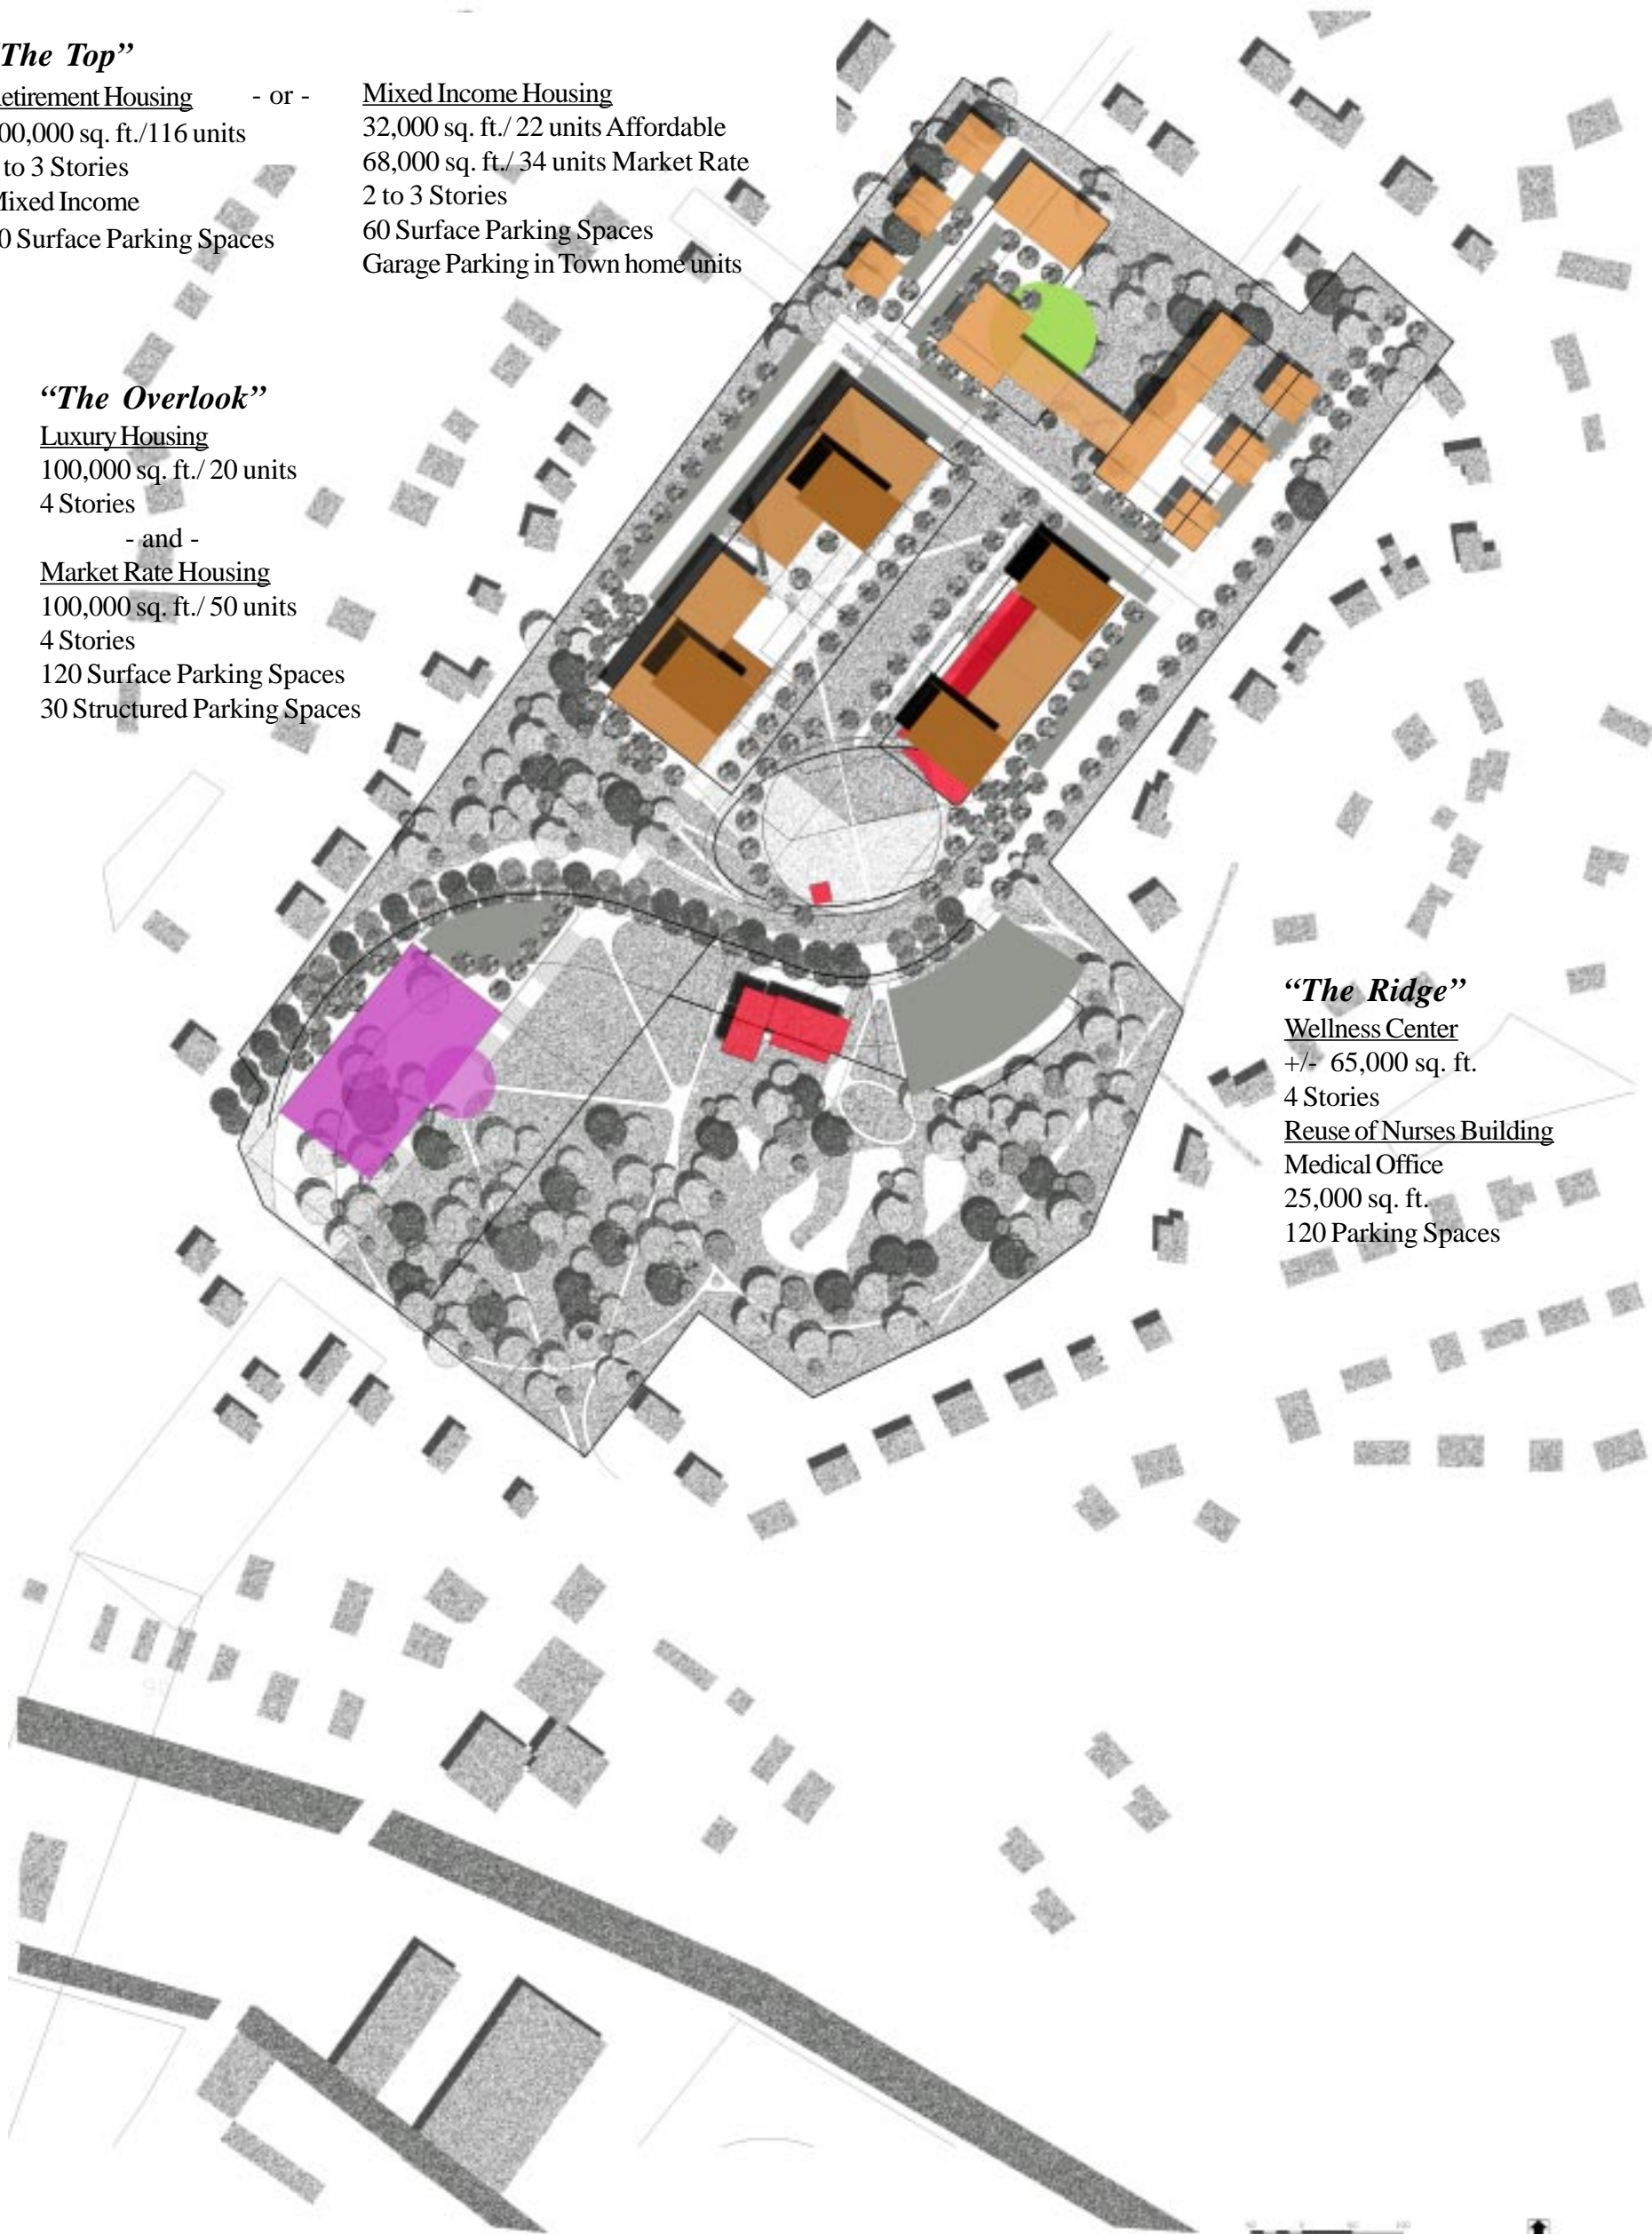 The Top”
etirement Housing - or -
00,000 sq. ft./116 units
to 3 Stories
Mixed Income
0 Surface Parking Spaces
Mixed Income Housing
32,000 sq. ft./ 22 units Affordable
68,000 sq. ft./ 34 units Market Rate
2 to 3 Stories
60 Surface Parking Spaces
Garage Parking in Town home units
“The Overlook”
Luxury Housing
100,000 sq. ft./ 20 units
4 Stories
- and -
Market Rate Housing
100,000 sq. ft./ 50 units
4 Stories
120 Surface Parking Spaces
30 Structured Parking Spaces
“The Ridge”
Wellness Center
+/- 65,000 sq. ft.
4 Stories
Reuse of Nurses Building
Medical Office
25,000 sq. ft.
120 Parking Spaces